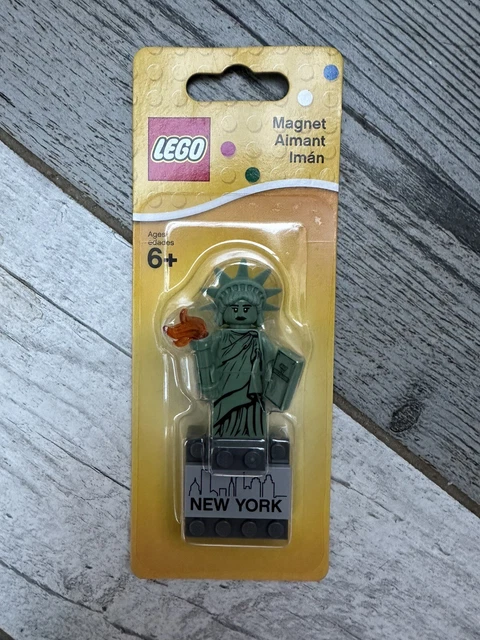 LEGO
Magnet
Aimant
Imán
Ages/
edades
6+
NEW YORK